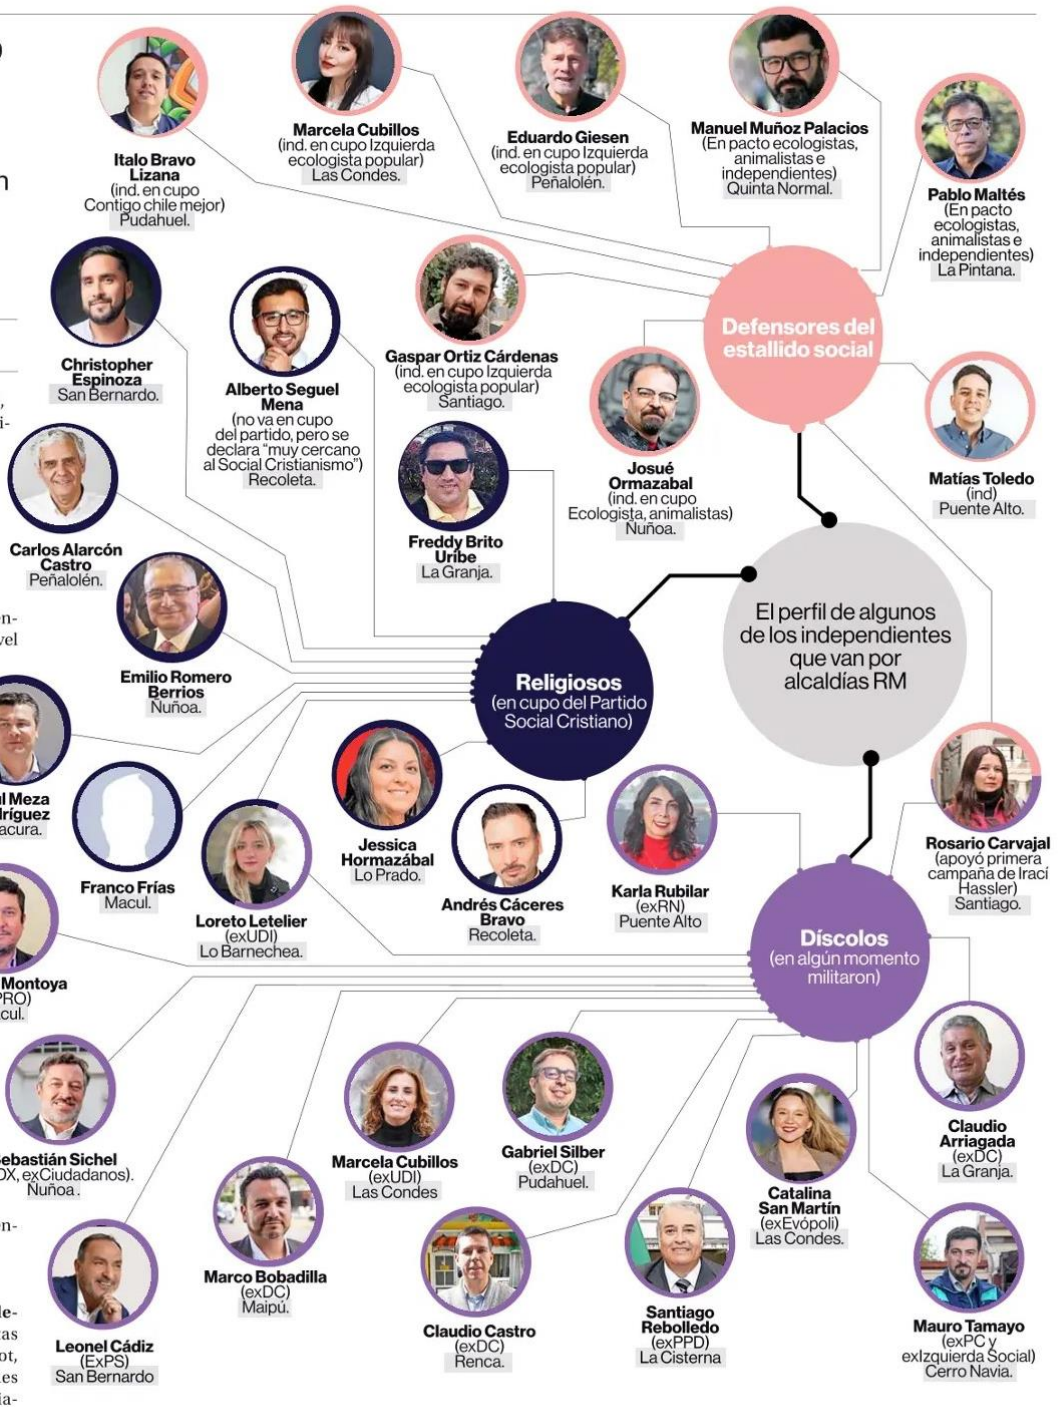 Italo Bravo
Lizana
(ind. en cupo
Contigo chile mejor)
Pudahuel.
Marcela Cubillos
(ind. en cupo Izquierda
ecologista popular)
Las Condes.
Eduardo Giesen
(ind. en cupo Izquierda
ecologista popular)
Peñalolén.
Manuel Muñoz Palacios
(En pacto ecologistas,
animalistas e
independientes)
Quinta Normal.
Pablo Maltés
(En pacto
ecologistas,
animalistas e
independientes)
La Pintana.
Christopher
Espinoza
San Bernardo.
Alberto Seguel
Mena
(no va en cupo
del partido, pero se
declara “muy cercano
al Social Cristianismo”)
Recoleta.
Gaspar Ortiz Cárdenas
(ind. en cupo Izquierda
ecologista popular)
Santiago.
Defensores del
estallido social
Josué
Ormazabal
(ind. en cupo
Ecologista, animalistas)
Ñuñoa.
Matías Toledo
(ind)
Puente Alto.
Carlos Alarcón
Castro
Peñalolén.
Freddy Brito
Uribe
La Granja.
Emilio Romero
Berrios
Ñuñoa.
Religiosos
(en cupo del Partido
Social Cristiano)
El perfil de algunos
de los independientes
que van por
alcaldías RM
Meza
Franco Frías
Macul.
Loreto Letelier
(exUDI)
Lo Barnechea.
Jessica
Hormazábal
Lo Prado.
Andrés Cáceres
Bravo
Recoleta.
Karla Rubilar
(exRN)
Puente Alto
Rosario Carvajal
(apoyó primera
campaña de Iraci
Hassler)
Santiago.
Díscolos
(en algún momento
militaron)
Montoya
Sichel
exCiudadanos).
Ñuñoa.
Marcela Cubillos
(exUDI)
Las Condes
Gabriel Silber
(exDC)
Pudahuel.
Catalina
San Martín
(exEvópoli)
Las Condes.
Claudio
Arriagada
(exDC)
La Granja.
Leonel Cádiz
(ExPS)
San Bernardo
Marco Bobadilla
(exDC)
Maipú.
Claudio Castro
(exDC)
Renca.
Santiago
Rebolledo
(exPPD)
La Cisterna
Mauro Tamayo
(exPC y
exIzquierda Social)
Cerro Navia.